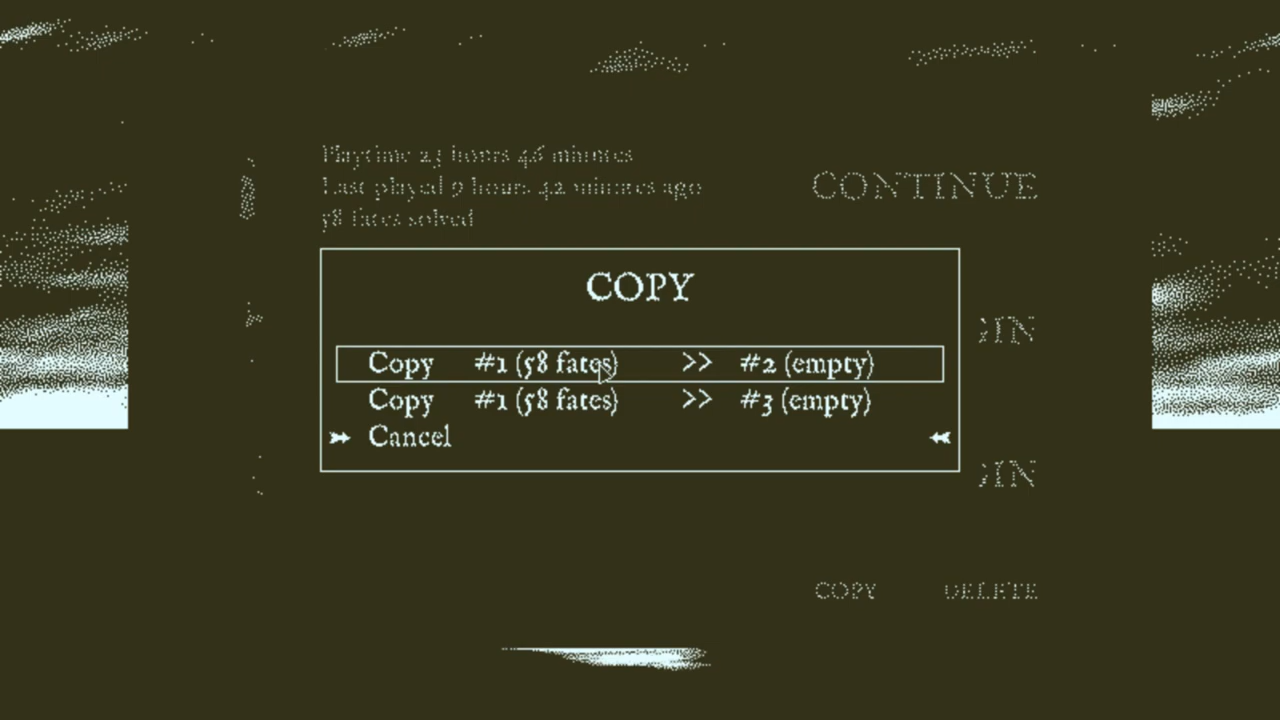 Playtime 23 hours 46 minutes
Last played 9 hours 42 minutes ago
58 fates solved
CONTINUE
COPY
Copy #1 (58 fates) >> #2 (empty)
Copy #1 (58 fates) >> #3 (empty)
Cancel
COPY DELETE